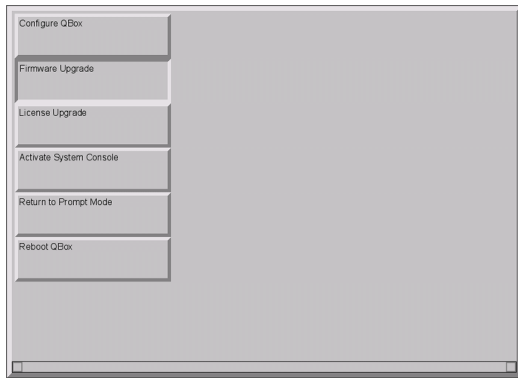 Configure QBox
Firmware Upgrade
License Upgrade
Activate System Console
Return to Prompt Mode
Reboot QBox